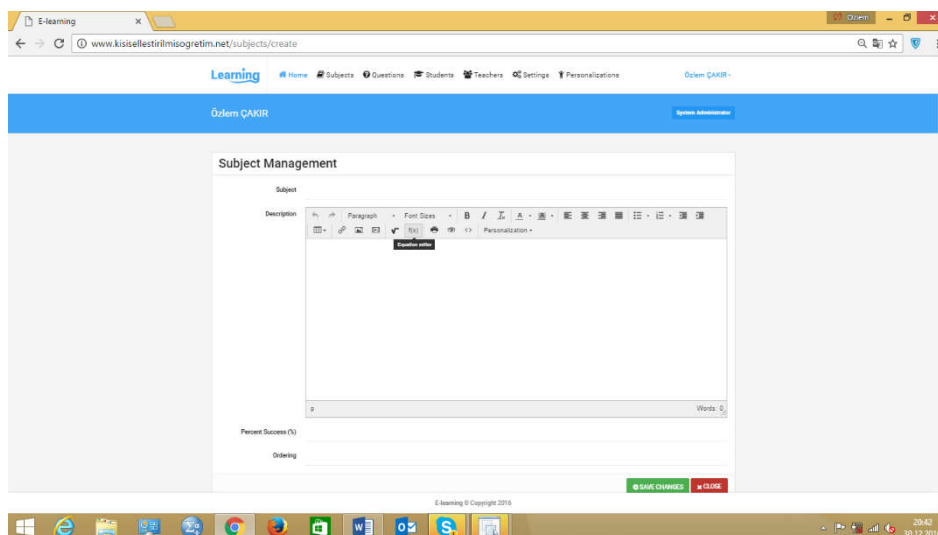 E-learning
Özlem
www.kisisellestirilmisogretim.net/subjects/create
Learning Home Subjects Questions Students Teachers Settings Personalizations Özlem ÇAKIR
Özlem ÇAKIR System Administrator
Subject Management
Subject
Description Paragraph Font Sizes B I A
f(x) Personalization
Equation editor
p Words: 0
Percent Success (%)
Ordering
SAVE CHANGES x CLOSE
E-learning © Copyright 2016
20:42